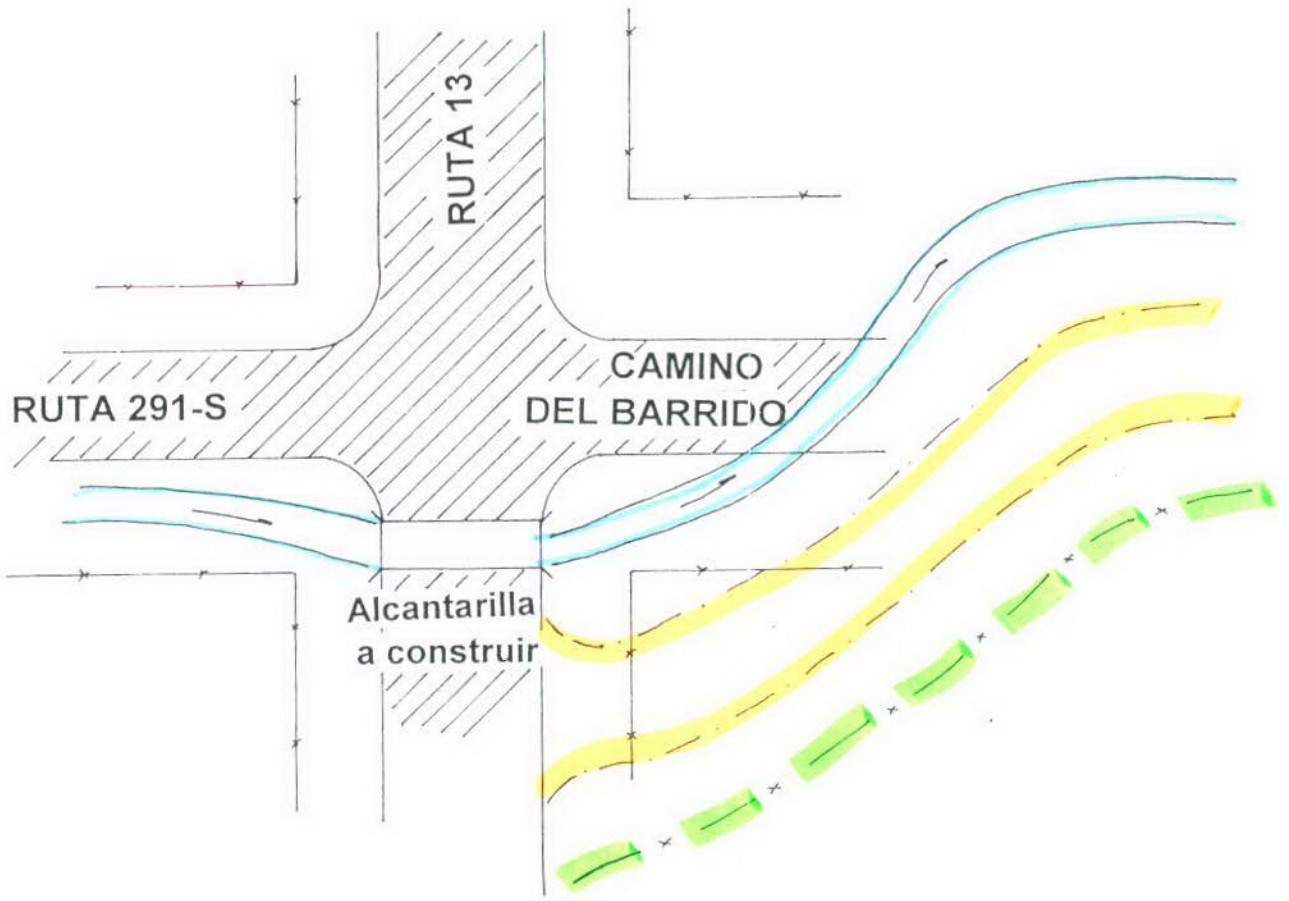 RUTA 13
CAMINO
DEL BARRIDO
RUTA 291-S
Alcantarilla
a construir